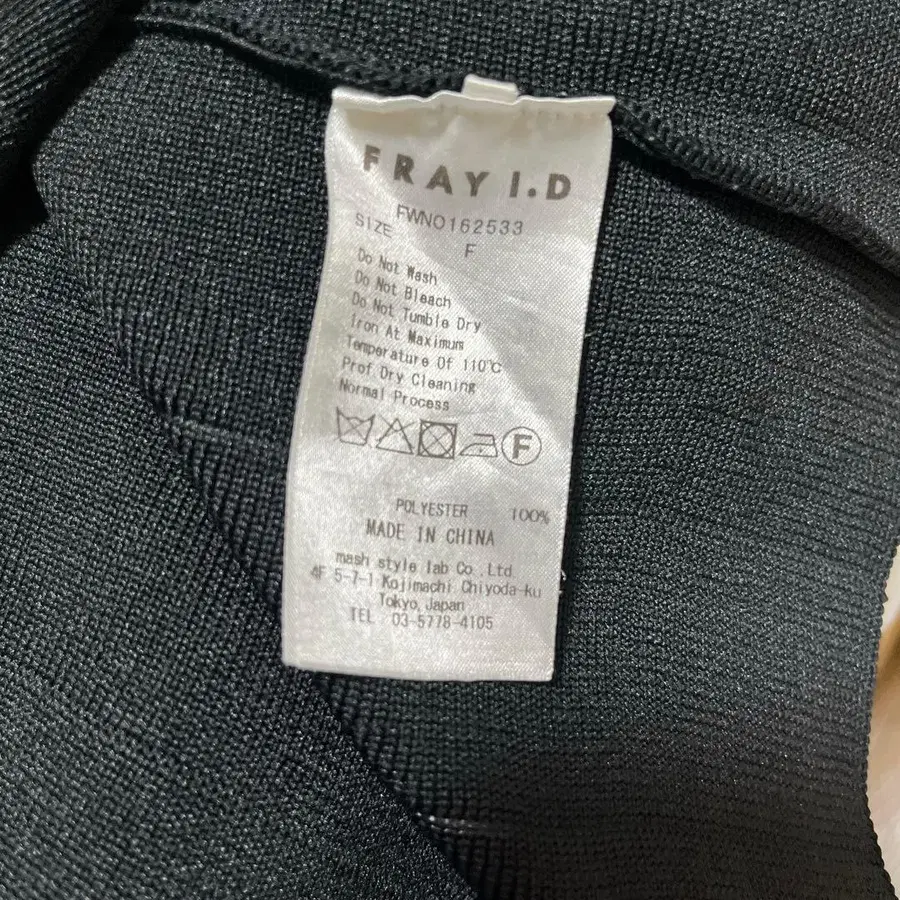 FRAY I.D
FWNO162533
SIZE F
Do Not Wash
Do Not Bleach
Do Not Tumble Dry
Iron At Maximum
Temperature Of 110℃
Prof Dry Cleaning
Normal Process
F
POLYESTER 100%
MADE IN CHINA
mash style lab Co.,Ltd.
4F 5-7-1 Kojimachi Chiyoda-ku
Tokyo,Japan
TEL 03-5778-4105